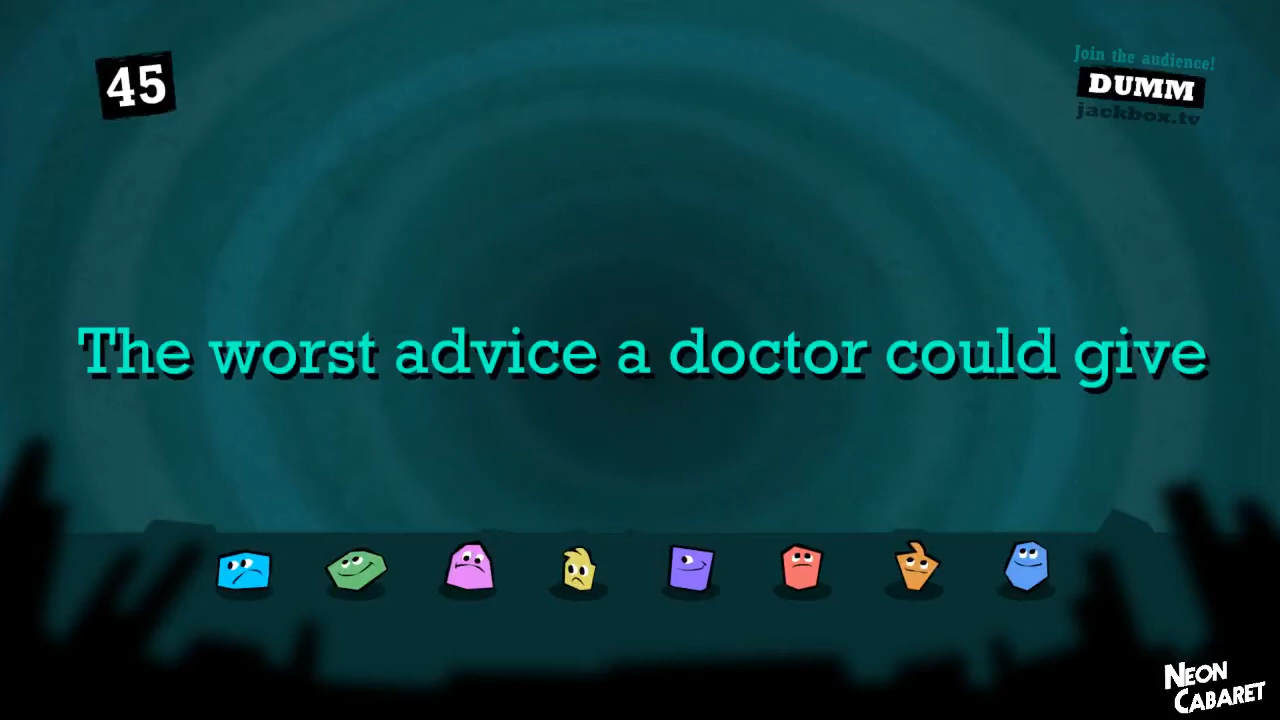 45
Join the audience!
DUMM
jackbox.tv
The worst advice a doctor could give
NEON
CABARET